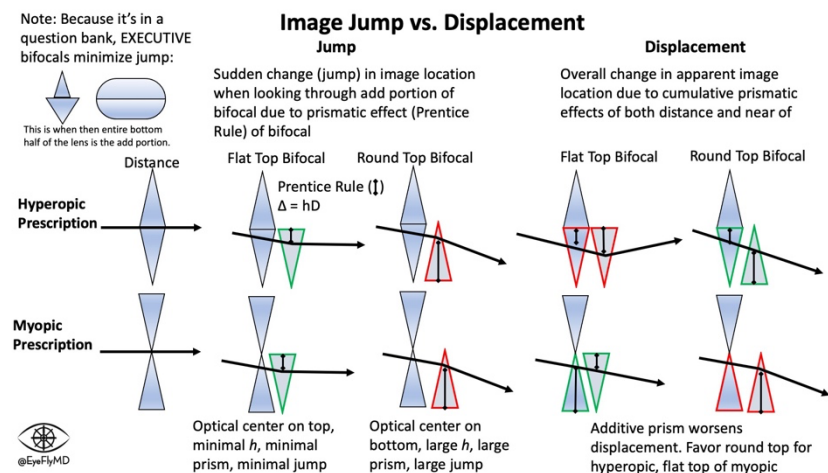 Image Jump vs. Displacement
Note: Because it's in a
question bank, EXECUTIVE
bifocals minimize jump:
This is when then entire bottom
half of the lens is the add portion.
Jump
Sudden change (jump) in image location
when looking through add portion of
bifocal due to prismatic effect (Prentice
Rule) of bifocal
Displacement
Overall change in apparent image
location due to cumulative prismatic
effects of both distance and near of
Distance
Flat Top Bifocal
Round Top Bifocal
Flat Top Bifocal
Round Top Bifocal
Prentice Rule (↕)
Δ = hD
Hyperopic
Prescription
Myopic
Prescription
Optical center on top,
minimal h, minimal
prism, minimal jump
Optical center on
bottom, large h, large
prism, large jump
Additive prism worsens
displacement. Favor round top for
hyperopic, flat top of myopic
@EyeFlyMD